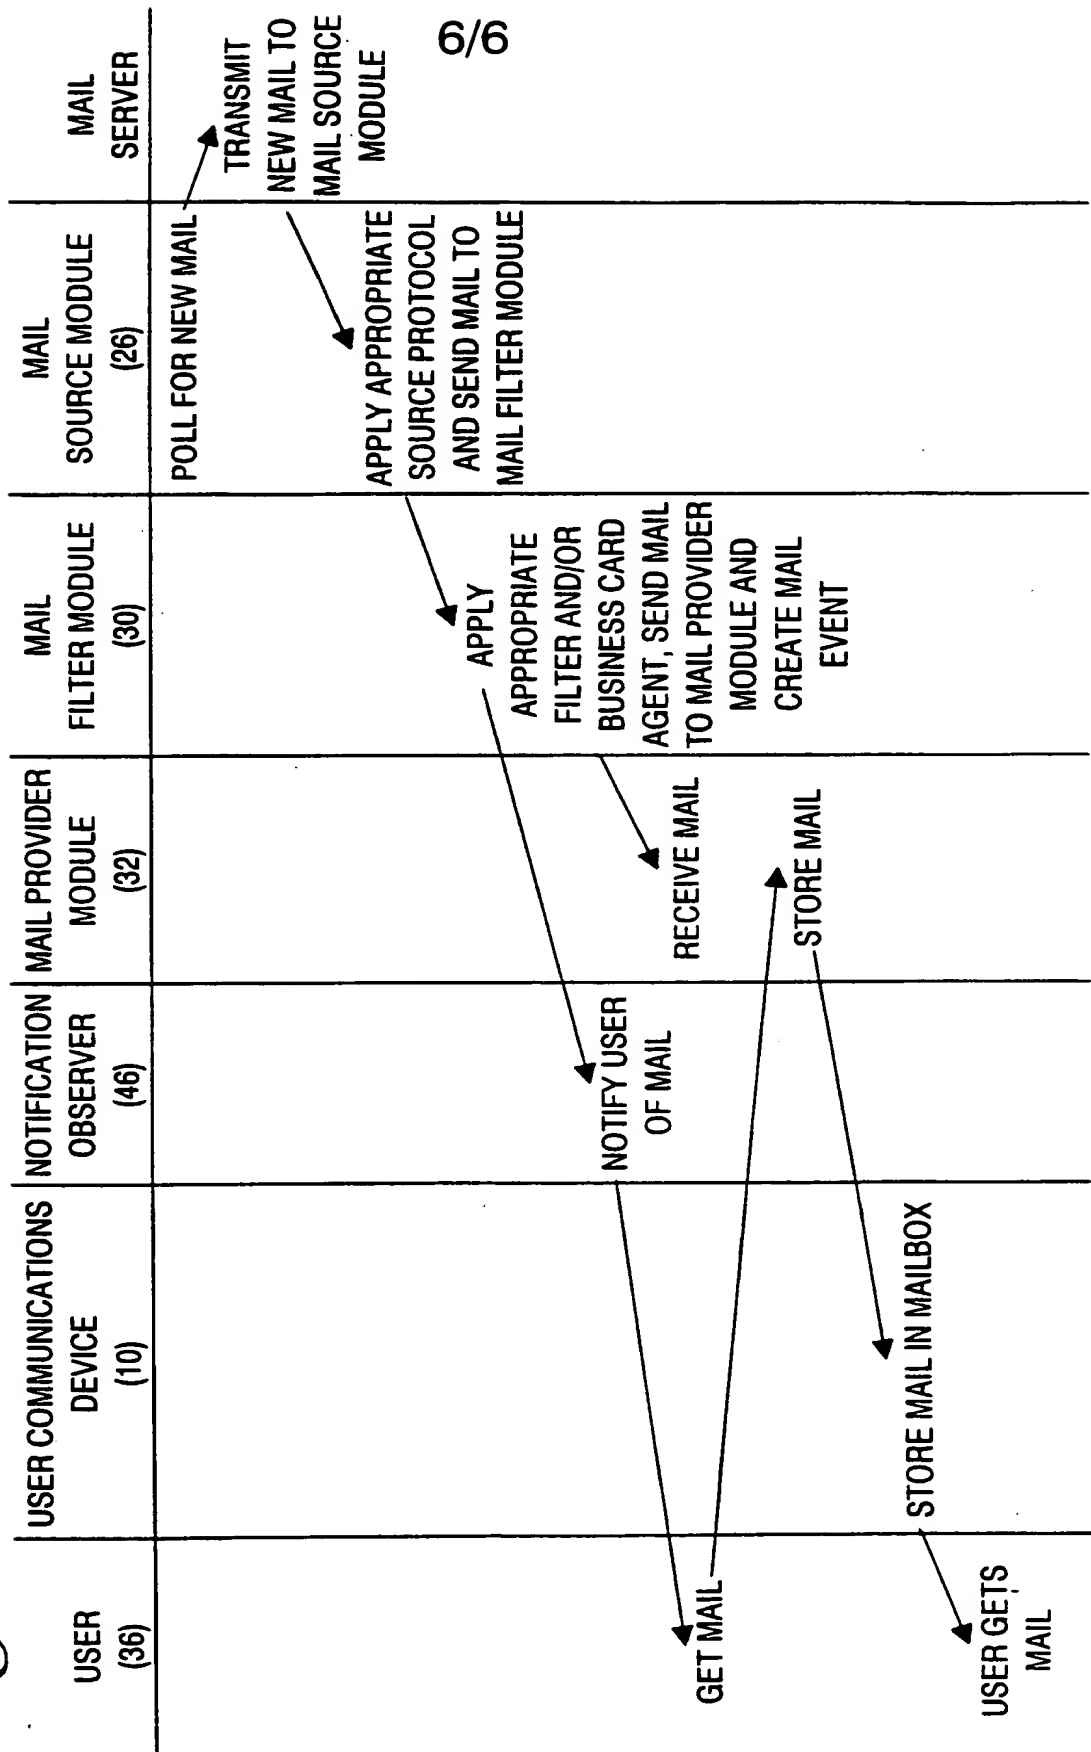 6/6
USER
(36)
USER COMMUNICATIONS
DEVICE
(10)
NOTIFICATION
OBSERVER
(46)
MAIL PROVIDER
MODULE
(32)
MAIL
FILTER MODULE
(30)
MAIL
SOURCE MODULE
(26)
MAIL
SERVER
POLL FOR NEW MAIL
TRANSMIT
NEW MAIL TO
MAIL SOURCE
MODULE
APPLY APPROPRIATE
SOURCE PROTOCOL
AND SEND MAIL TO
MAIL FILTER MODULE
APPLY
APPROPRIATE
FILTER AND/OR
BUSINESS CARD
AGENT, SEND MAIL
TO MAIL PROVIDER
MODULE AND
CREATE MAIL
EVENT
NOTIFY USER
OF MAIL
RECEIVE MAIL
GET MAIL
STORE MAIL
STORE MAIL IN MAILBOX
USER GETS
MAIL